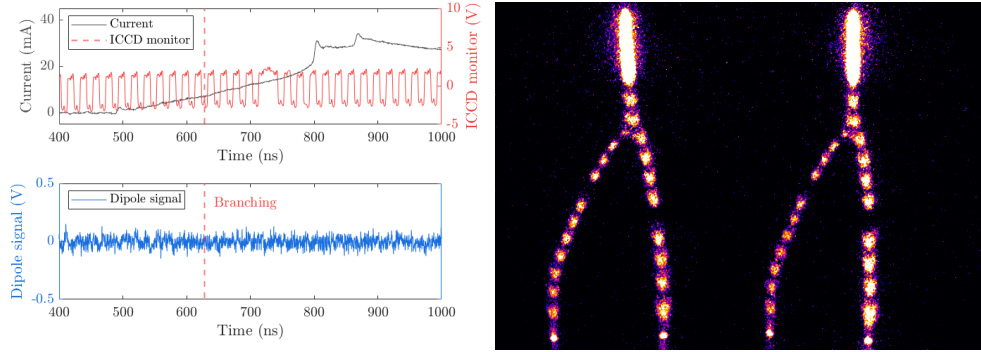 Current
ICCD monitor
Current (mA)
40
20
0
10
5
0
-5
ICCD monitor (V)
400 500 600 700 800 900 1000
Time (ns)
Dipole signal
Branching
Dipole signal (V)
0.5
0
-0.5
400 500 600 700 800 900 1000
Time (ns)